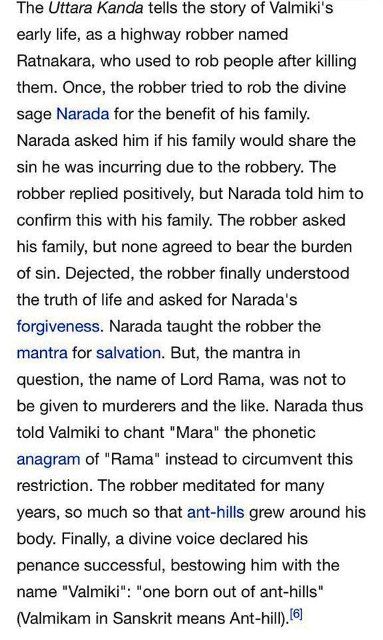 The Uttara Kanda tells the story of Valmiki's
early life, as a highway robber named
Ratnakara, who used to rob people after killing
them. Once, the robber tried to rob the divine
sage Narada for the benefit of his family.
Narada asked him if his family would share the
sin he was incurring due to the robbery. The
robber replied positively, but Narada told him to
confirm this with his family. The robber asked
his family, but none agreed to bear the burden
of sin. Dejected, the robber finally understood
the truth of life and asked for Narada's
forgiveness. Narada taught the robber the
mantra for salvation. But, the mantra in
question, the name of Lord Rama, was not to
be given to murderers and the like. Narada thus
told Valmiki to chant "Mara" the phonetic
anagram of "Rama" instead to circumvent this
restriction. The robber meditated for many
years, so much so that ant-hills grew around his
body. Finally, a divine voice declared his
penance successful, bestowing him with the
name "Valmiki": "one born out of ant-hills"
(Valmikam in Sanskrit means Ant-hill).[6]